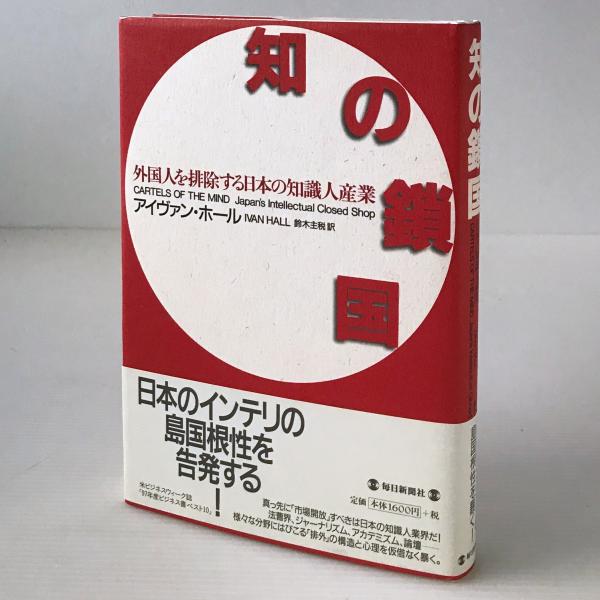 知の鎖国
外国人を排除する日本の知識人産業
CARTELS OF THE MIND Japan's Intellectual Closed Shop
アイヴァン・ホール IVAN HALL 鈴木主税 訳
日本のインテリの
島国根性を
告発する!
米ビジネスウィーク誌
「'97年度ビジネス書ベスト10」
毎日新聞社
定価 本体1600円+税
真っ先に「市場開放」すべきは日本の知識人業界だ!
法曹界、ジャーナリズム、アカデミズム、論壇──
様々な分野にはびこる「排外」の構造と心理を仮借なく暴く。
知の鎖国
CARTELS OF THE MIND